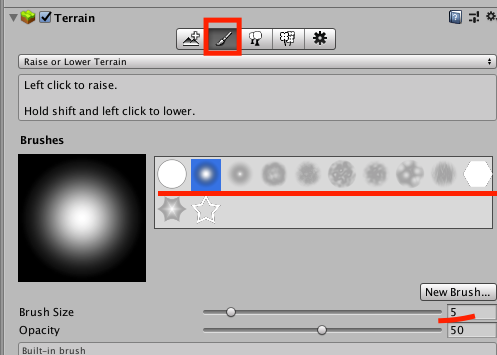 Terrain
Raise or Lower Terrain
Left click to raise.
Hold shift and left click to lower.
Brushes
New Brush...
Brush Size 5
Opacity 50
Built-in brush